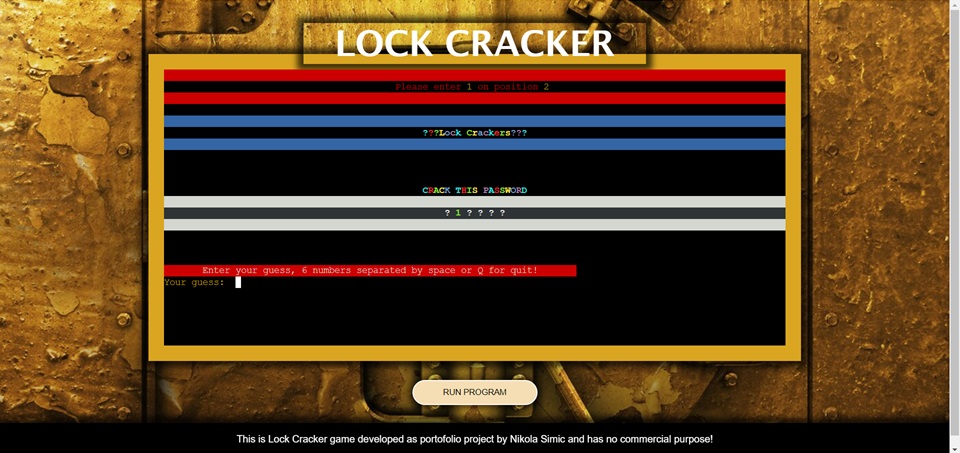 LOCK CRACKER
Please enter 1 on position 2
???Lock Crackers???
CRACK THIS PASSWORD
? 1 ? ? ? ?
Enter your guess, 6 numbers separated by space or Q for quit!
Your guess:
RUN PROGRAM
This is Lock Cracker game developed as portofolio project by Nikola Simic and has no commercial purpose!